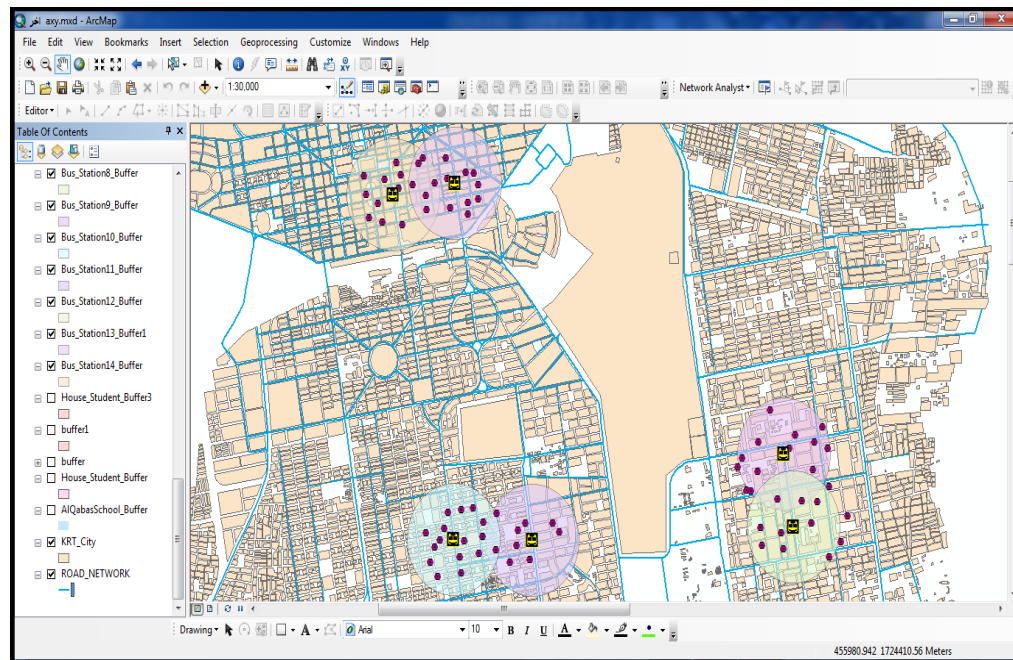 اخر axy.mxd - ArcMap
File Edit View Bookmarks Insert Selection Geoprocessing Customize Windows Help
1:30,000
Network Analyst
Editor
Table Of Contents
Bus_Station8_Buffer
Bus_Station9_Buffer
Bus_Station10_Buffer
Bus_Station11_Buffer
Bus_Station12_Buffer
Bus_Station13_Buffer1
Bus_Station14_Buffer
House_Student_Buffer3
buffer1
buffer
House_Student_Buffer
AlQabasSchool_Buffer
KRT_City
ROAD_NETWORK
Drawing Arial 10 B I U A
455980.942 1724410.56 Meters